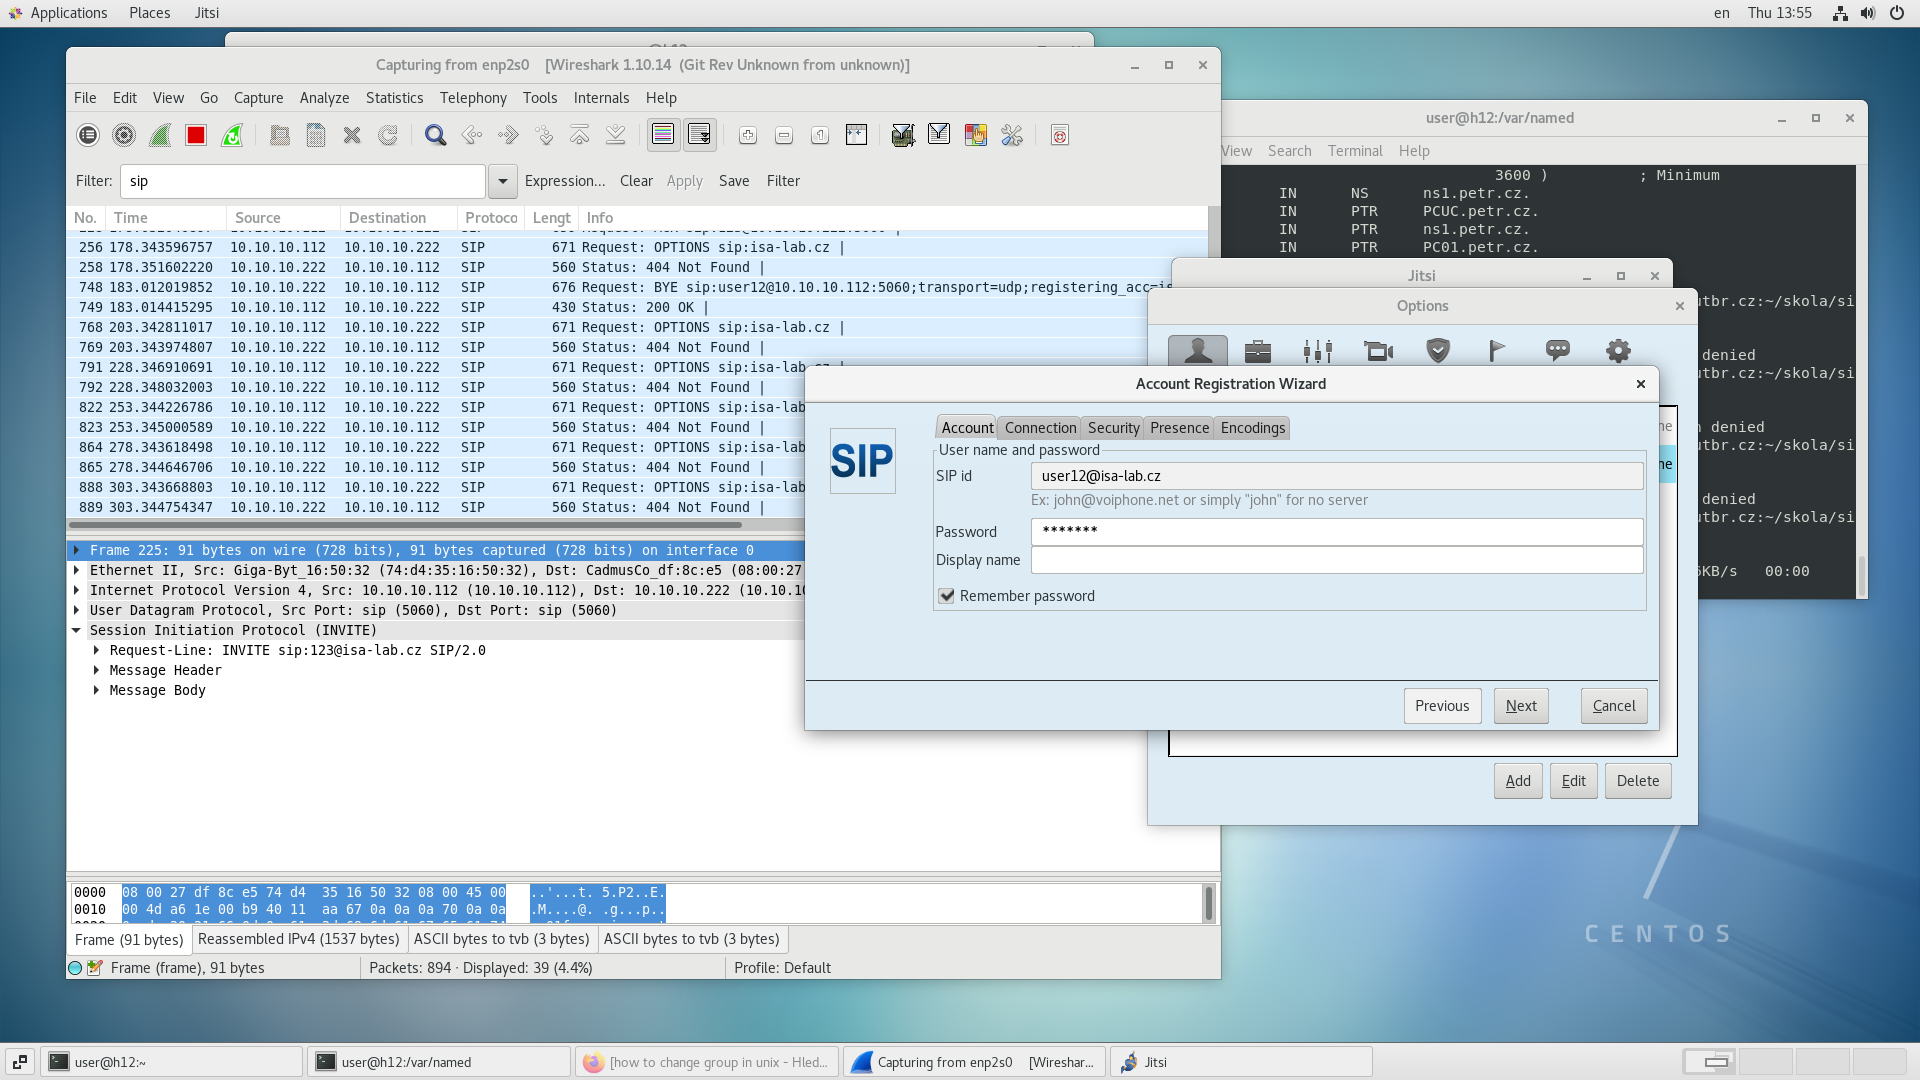 Applications Places Jitsi en Thu 13:55
Capturing from enp2s0 [Wireshark 1.10.14 (Git Rev Unknown from unknown)]
File Edit View Go Capture Analyze Statistics Telephony Tools Internals Help
Filter: sip Expression... Clear Apply Save Filter
No. Time Source Destination Protoco Lengt Info
256 178.343596757 10.10.10.112 10.10.10.222 SIP 671 Request: OPTIONS sip:isa-lab.cz |
258 178.351602220 10.10.10.222 10.10.10.112 SIP 560 Status: 404 Not Found |
748 183.012019852 10.10.10.222 10.10.10.112 SIP 676 Request: BYE sip:user12@10.10.10.112:5060;transport=udp;registering_acc=is
749 183.014415295 10.10.10.112 10.10.10.222 SIP 430 Status: 200 OK |
768 203.342811017 10.10.10.112 10.10.10.222 SIP 671 Request: OPTIONS sip:isa-lab.cz |
769 203.343974807 10.10.10.222 10.10.10.112 SIP 560 Status: 404 Not Found |
791 228.346910691 10.10.10.112 10.10.10.222 SIP 671 Request: OPTIONS sip:isa-lab.cz |
792 228.348032003 10.10.10.222 10.10.10.112 SIP 560 Status: 404 Not Found |
822 253.344226786 10.10.10.112 10.10.10.222 SIP 671 Request: OPTIONS sip:isa-lab
823 253.345000589 10.10.10.222 10.10.10.112 SIP 560 Status: 404 Not Found |
864 278.343618498 10.10.10.112 10.10.10.222 SIP 671 Request: OPTIONS sip:isa-lab
865 278.344646706 10.10.10.222 10.10.10.112 SIP 560 Status: 404 Not Found |
888 303.343668803 10.10.10.112 10.10.10.222 SIP 671 Request: OPTIONS sip:isa-lab
889 303.344754347 10.10.10.222 10.10.10.112 SIP 560 Status: 404 Not Found |
Frame 225: 91 bytes on wire (728 bits), 91 bytes captured (728 bits) on interface 0
Ethernet II, Src: Giga-Byt_16:50:32 (74:d4:35:16:50:32), Dst: CadmusCo_df:8c:e5 (08:00:27
Internet Protocol Version 4, Src: 10.10.10.112 (10.10.10.112), Dst: 10.10.10.222 (10.10.10
User Datagram Protocol, Src Port: sip (5060), Dst Port: sip (5060)
Session Initiation Protocol (INVITE)
Request-Line: INVITE sip:123@isa-lab.cz SIP/2.0
Message Header
Message Body
0000 08 00 27 df 8c e5 74 d4 35 16 50 32 08 00 45 00 ..'...t. 5.P2..E.
0010 00 4d a6 1e 00 b9 40 11 aa 67 0a 0a 0a 70 0a 0a .M....@. .g...p..
Frame (91 bytes) Reassembled IPv4 (1537 bytes) ASCII bytes to tvb (3 bytes) ASCII bytes to tvb (3 bytes)
Frame (frame), 91 bytes Packets: 894 · Displayed: 39 (4.4%) Profile: Default
user@h12:/var/named
View Search Terminal Help
3600 ) ; Minimum
IN NS ns1.petr.cz.
IN PTR PCUC.petr.cz.
IN PTR ns1.petr.cz.
IN PTR PC01.petr.cz.
utbr.cz:~/skola/si
denied
utbr.cz:~/skola/si
denied
utbr.cz:~/skola/si
denied
utbr.cz:~/skola/si
KB/s 00:00
Jitsi
Options
Add Edit Delete
Account Registration Wizard
SIP
Account Connection Security Presence Encodings
User name and password
SIP id user12@isa-lab.cz
Ex: john@voiphone.net or simply "john" for no server
Password *******
Display name
Remember password
Previous Next Cancel
CENTOS
user@h12:~ user@h12:/var/named [how to change group in unix - Hled... Capturing from enp2s0 [Wireshar... Jitsi